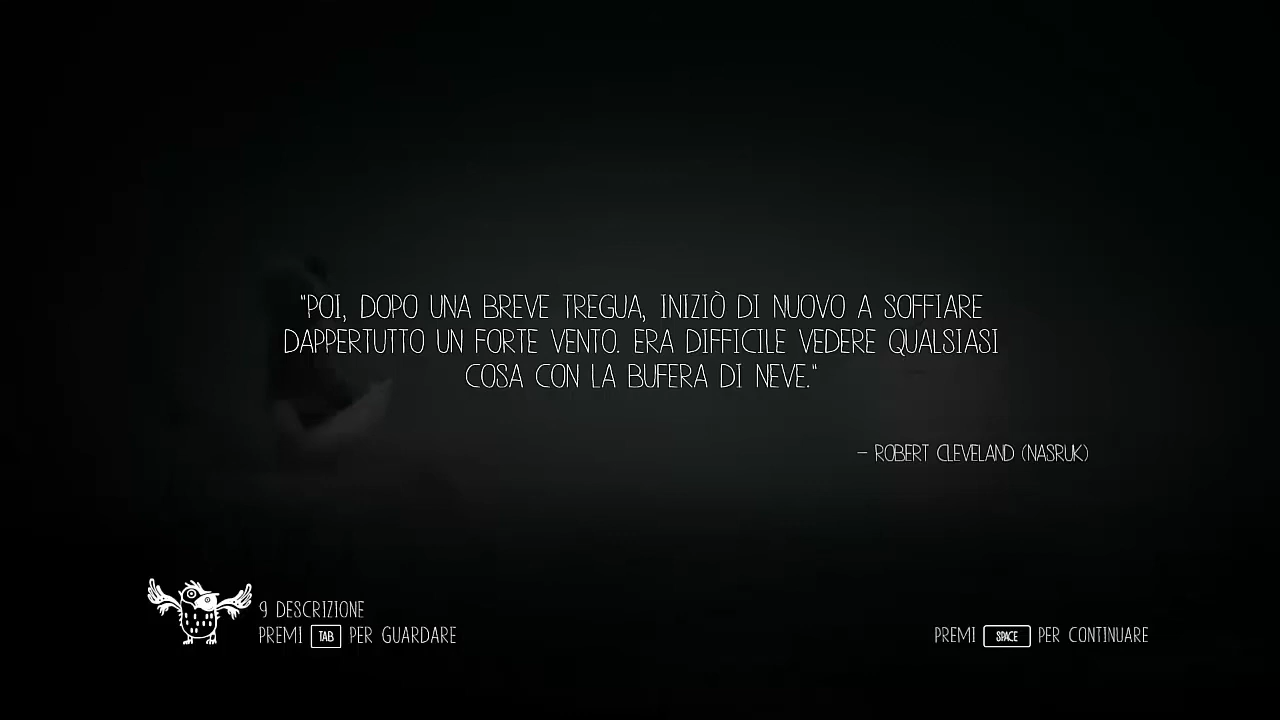 "POI, DOPO UNA BREVE TREGUA, INIZIÒ DI NUOVO A SOFFIARE
DAPPERTUTTO UN FORTE VENTO. ERA DIFFICILE VEDERE QUALSIASI
COSA CON LA BUFERA DI NEVE."
– ROBERT CLEVELAND (NASRUK)
9 DESCRIZIONE
PREMI TAB PER GUARDARE
PREMI SPACE PER CONTINUARE